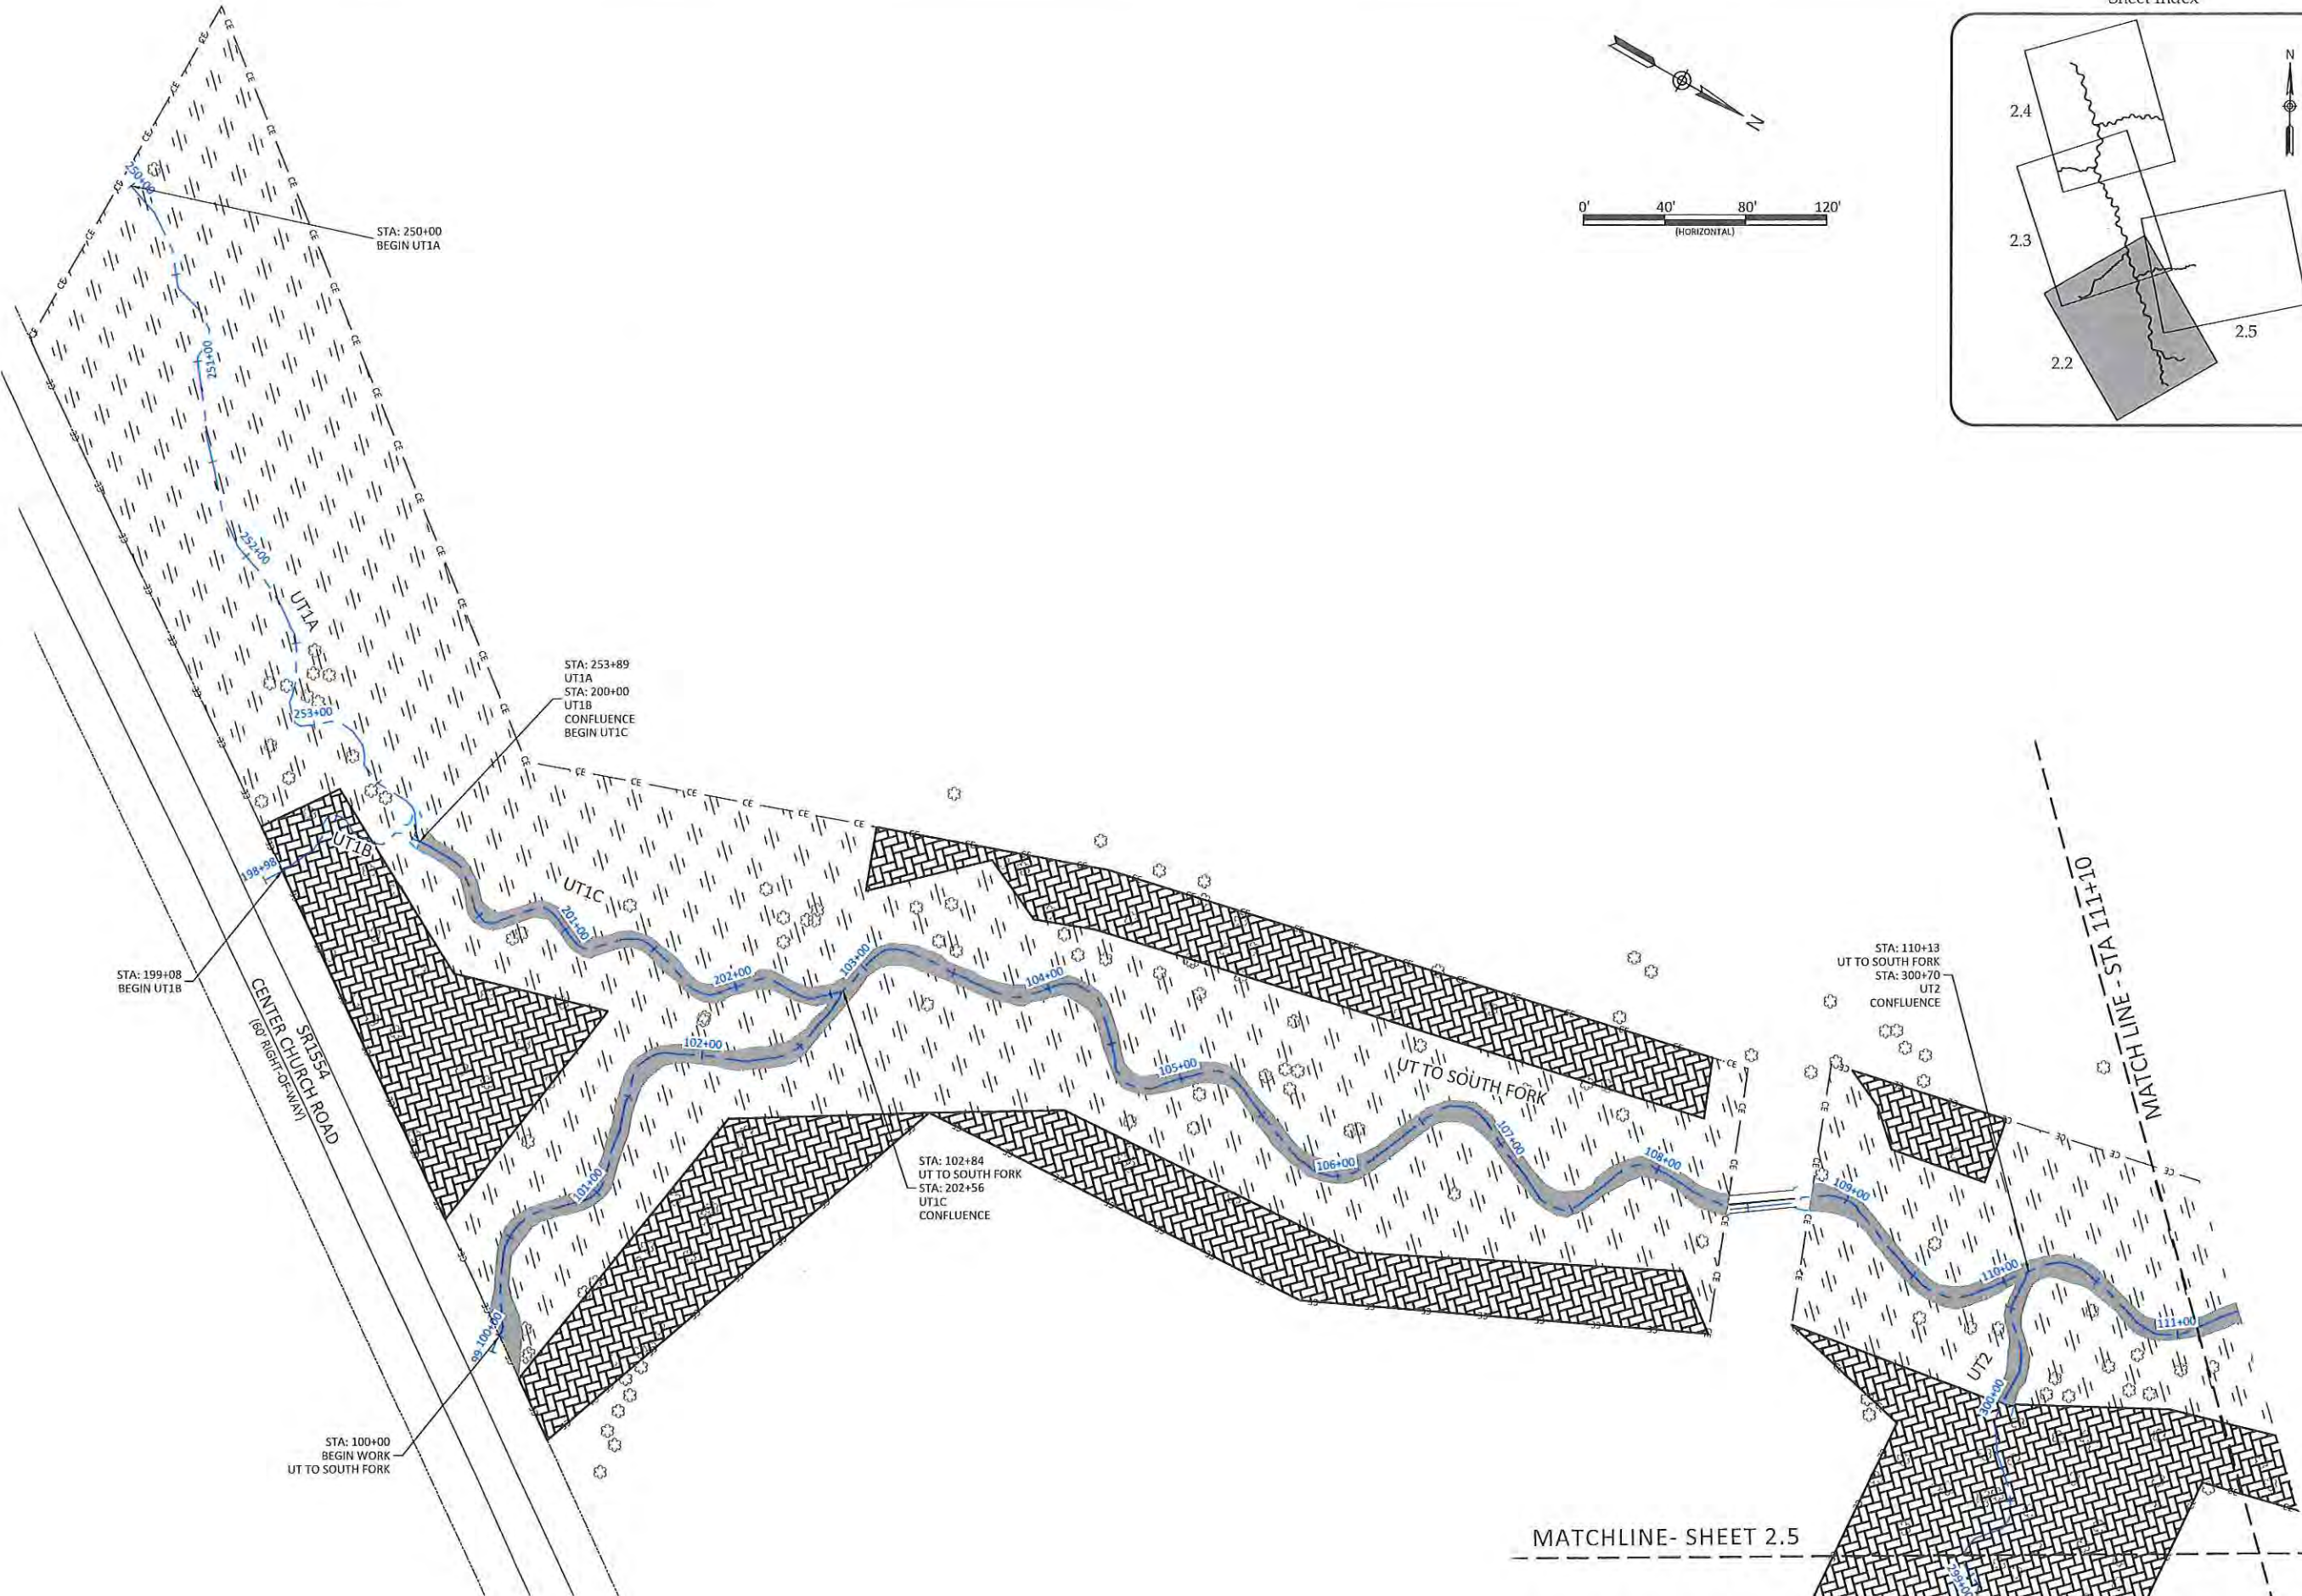 Sheet Index
N
2.4
2.3
2.2
2.5
N
0' 40' 80' 120'
(HORIZONTAL)
250+00
STA: 250+00
BEGIN UT1A
251+00
252+00
UT1A
253+00
STA: 253+89
UT1A
STA: 200+00
UT1B
CONFLUENCE
BEGIN UT1C
UT1B
198+98
STA: 199+08
BEGIN UT1B
UT1C
201+00
202+00
103+00
104+00
102+00
101+00
105+00
106+00
107+00
108+00
UT TO SOUTH FORK
STA: 102+84
UT TO SOUTH FORK
STA: 202+56
UT1C
CONFLUENCE
SR1554
CENTER CHURCH ROAD
(60' RIGHT-OF-WAY)
100+00
STA: 100+00
BEGIN WORK
UT TO SOUTH FORK
STA: 110+13
UT TO SOUTH FORK
STA: 300+70
UT2
CONFLUENCE
109+00
110+00
111+00
UT2
300+00
299+00
MATCH LINE - STA 111+10
MATCHLINE- SHEET 2.5
CE